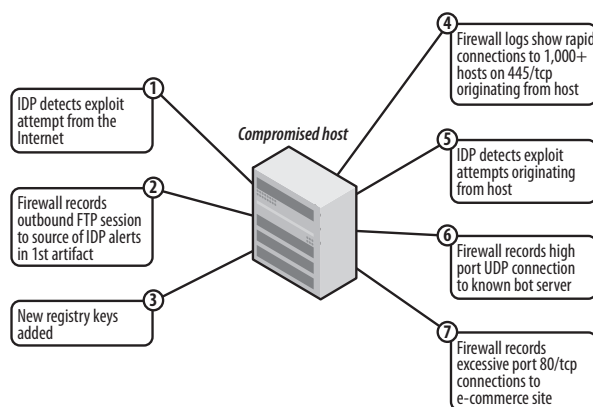 1
IDP detects exploit
attempt from the
Internet
2
Firewall records
outbound FTP session
to source of IDP alerts
in 1st artifact
3
New registry keys
added
Compromised host
4
Firewall logs show rapid
connections to 1,000+
hosts on 445/tcp
originating from host
5
IDP detects exploit
attempts originating
from host
6
Firewall records high
port UDP connection
to known bot server
7
Firewall records
excessive port 80/tcp
connections to
e-commerce site